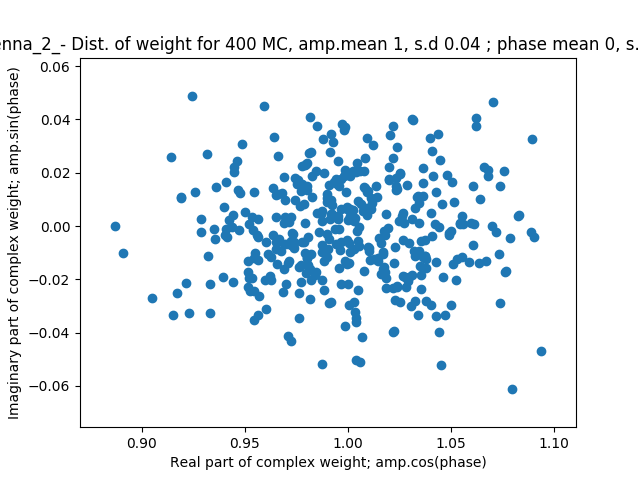 enna_2_- Dist. of weight for 400 MC, amp.mean 1, s.d 0.04 ; phase mean 0, s.
0.06
0.04
0.02
0.00
−0.02
−0.04
−0.06
Imaginary part of complex weight; amp.sin(phase)
0.90 0.95 1.00 1.05 1.10
Real part of complex weight; amp.cos(phase)